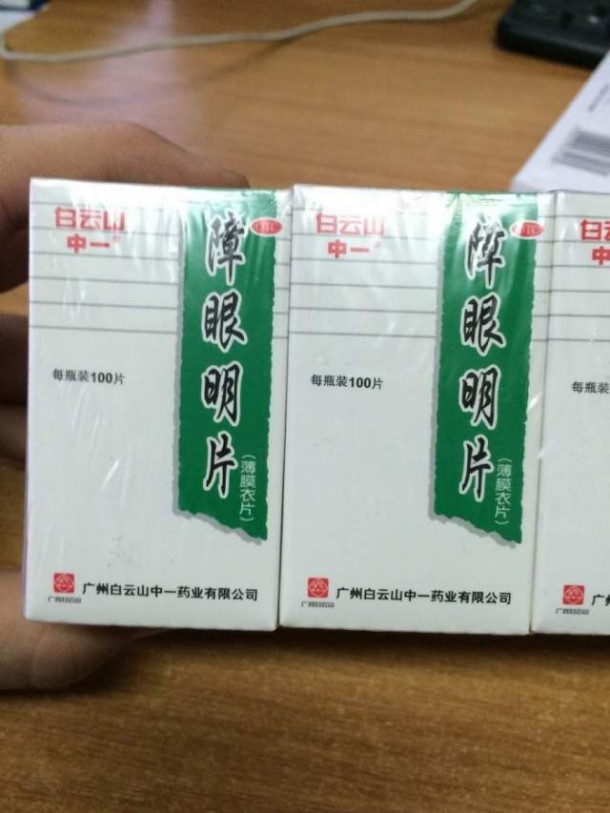 白云山
中一
OTC
障眼明片
(薄膜衣片)
每瓶装100片
广州白云山中一药业有限公司
白云山
中一
OTC
障眼明片
(薄膜衣片)
每瓶装100片
广州白云山中一药业有限公司
白云
中一
每瓶装
广州